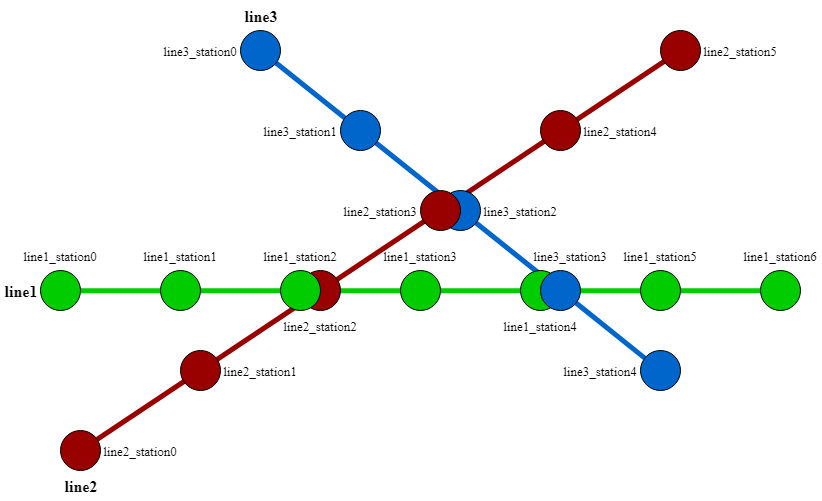 line3
line3_station0
line2_station5
line3_station1
line2_station4
line2_station3
line3_station2
line1_station0
line1_station1
line1_station2
line1_station3
line3_station3
line1_station5
line1_station6
line1
line2_station2
line1_station4
line2_station1
line3_station4
line2_station0
line2